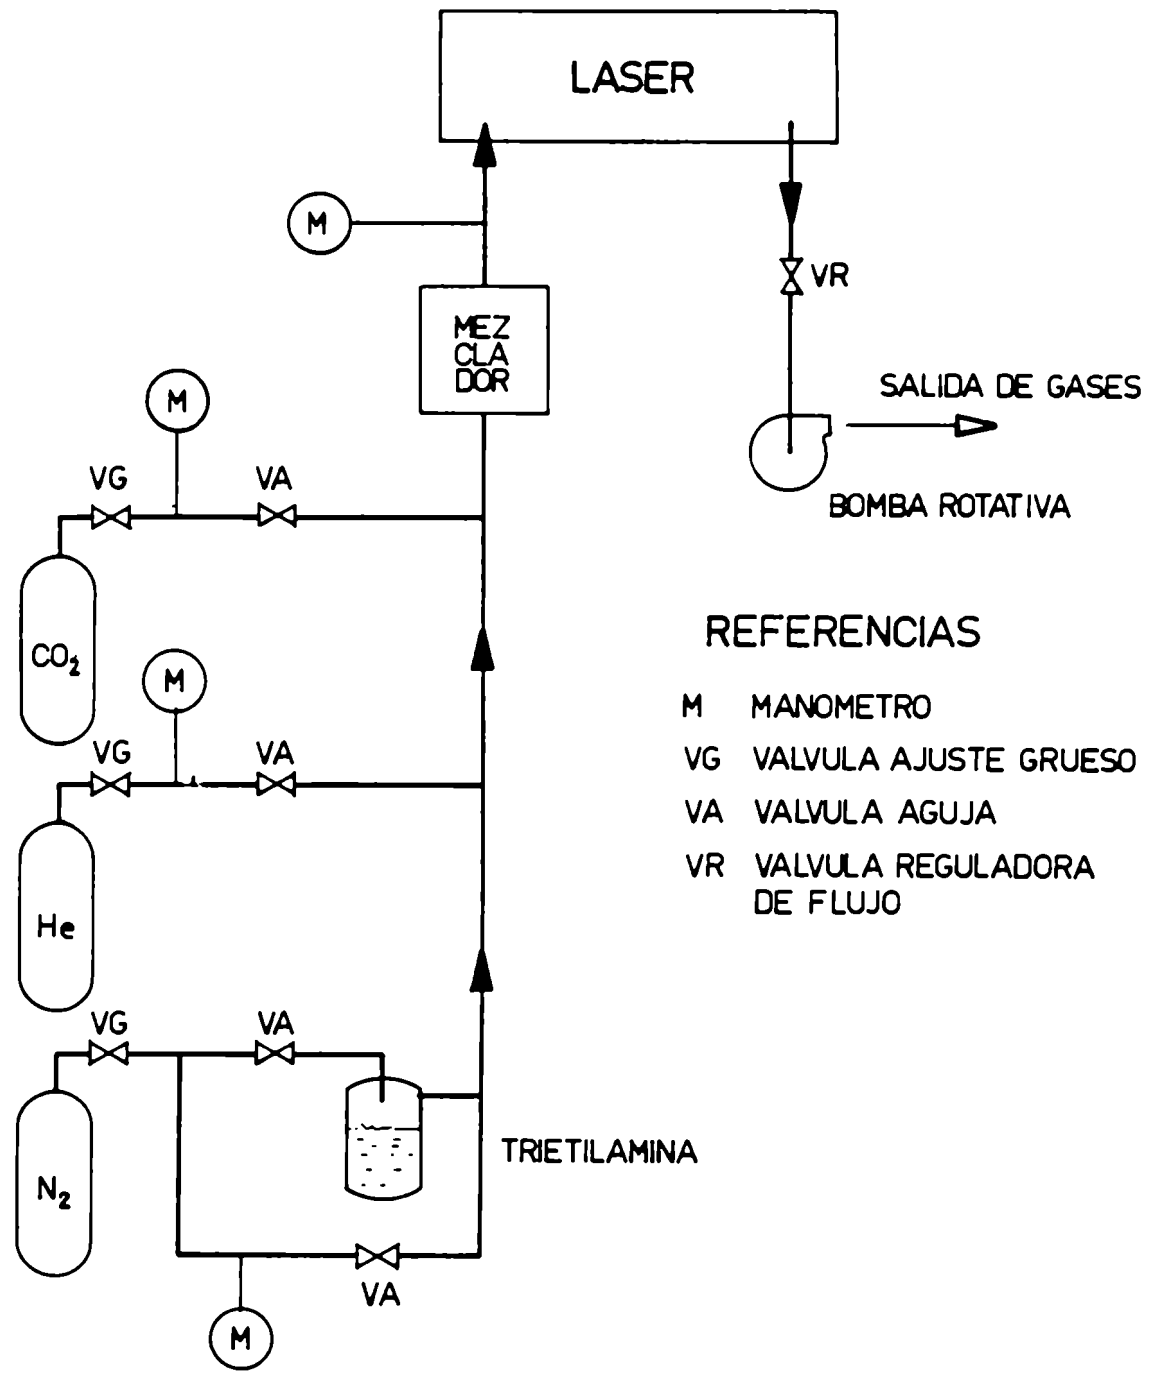 LASER
M
VR
MEZ
CLA
DOR
SALIDA DE GASES
BOMBA ROTATIVA
M
VG
VA
CO2
M
VG
VA
He
VG
VA
N2
TRIETILAMINA
VA
M
REFERENCIAS
M MANOMETRO
VG VALVULA AJUSTE GRUESO
VA VALVULA AGUJA
VR VALVULA REGULADORA
DE FLUJO